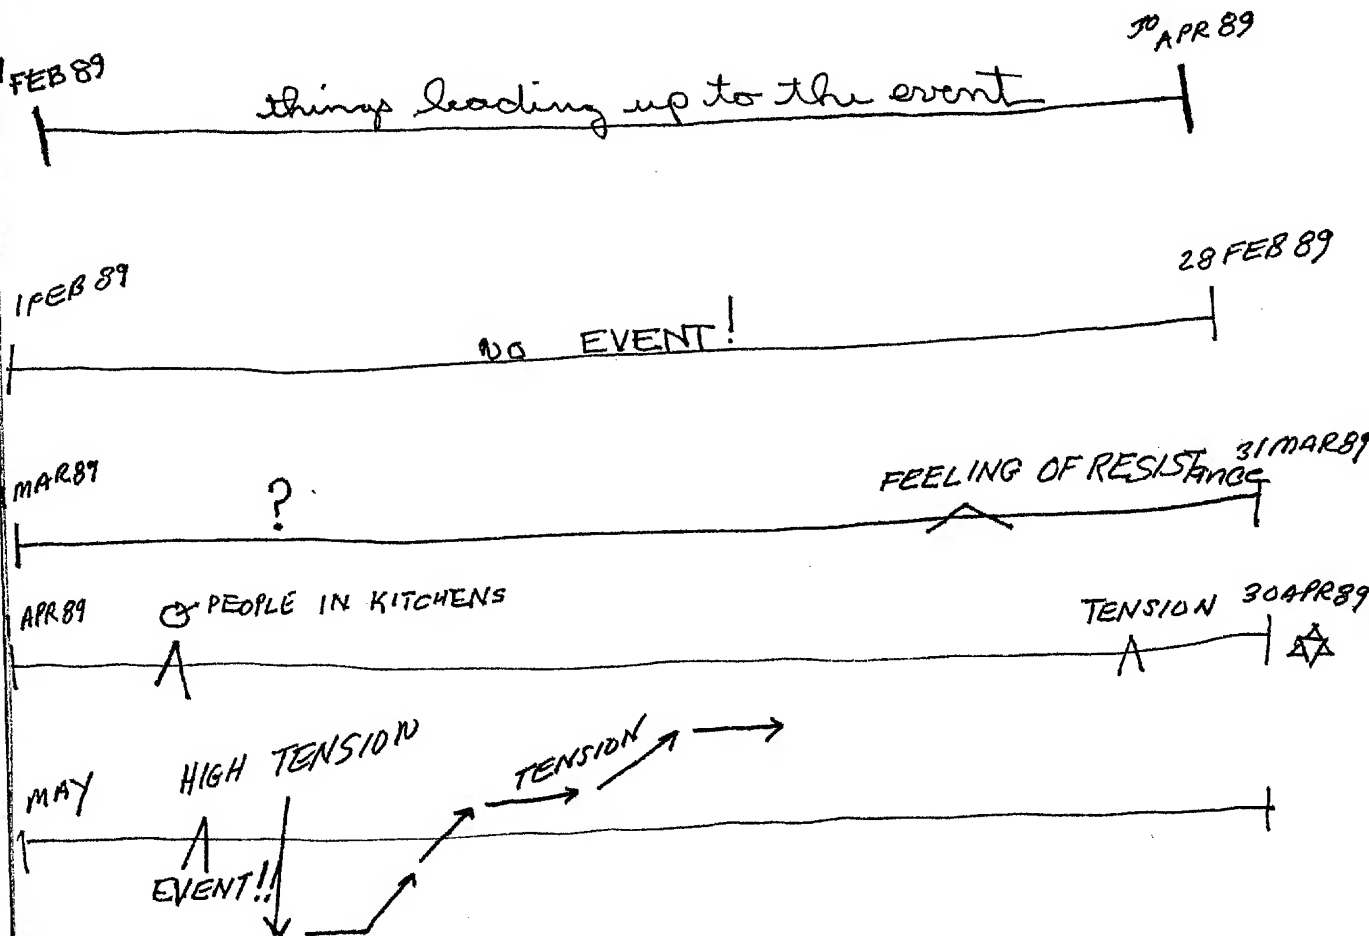 1 FEB 89
30 APR 89
things leading up to the event
1 FEB 89
28 FEB 89
NO EVENT!
MAR 89
?
FEELING OF RESISTance
31 MAR 89
APR 89
PEOPLE IN KITCHENS
TENSION
30 APR 89
MAY
HIGH TENSION
TENSION
EVENT!!